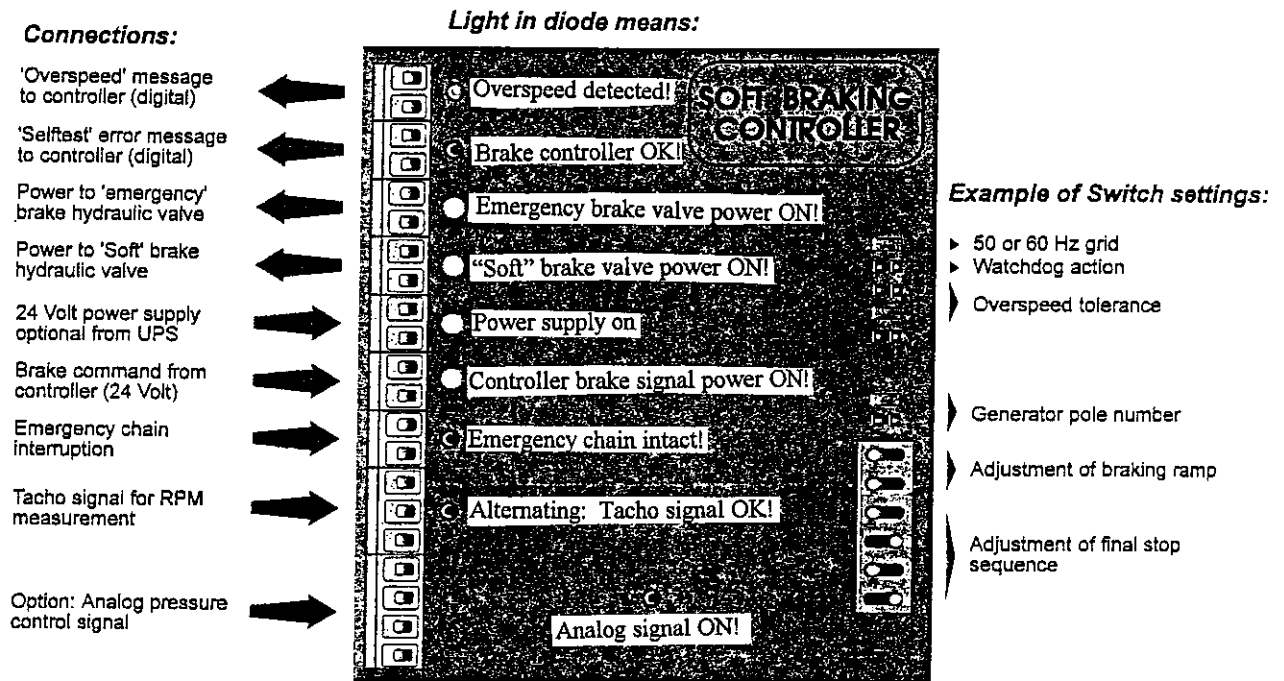 Connections:
Light in diode means:
'Overspeed' message
to controller (digital)
Overspeed detected!
SOFT-BRAKING
CONTROLLER
'Selftest' error message
to controller (digital)
Brake controller OK!
Power to 'emergency'
brake hydraulic valve
Emergency brake valve power ON!
Power to 'Soft' brake
hydraulic valve
“Soft” brake valve power ON!
24 Volt power supply
optional from UPS
Power supply on
Brake command from
controller (24 Volt)
Controller brake signal power ON!
Emergency chain
interruption
Emergency chain intact!
Tacho signal for RPM
measurement
Alternating: Tacho signal OK!
Option: Analog pressure
control signal
Analog signal ON!
Example of Switch settings:
50 or 60 Hz grid
Watchdog action
Overspeed tolerance
Generator pole number
Adjustment of braking ramp
Adjustment of final stop
sequence